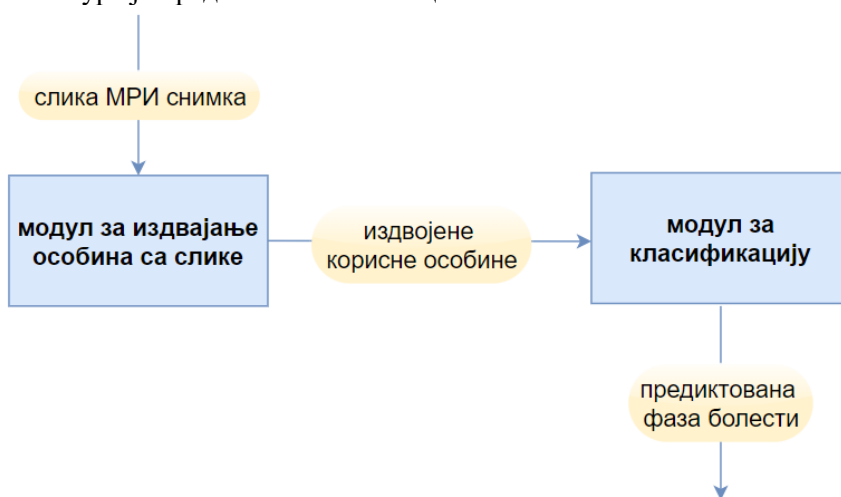 слика МРИ снимка
модул за издвајање
особина са слике
издвојене
корисне особине
модул за
класификацију
предиктована
фаза болести